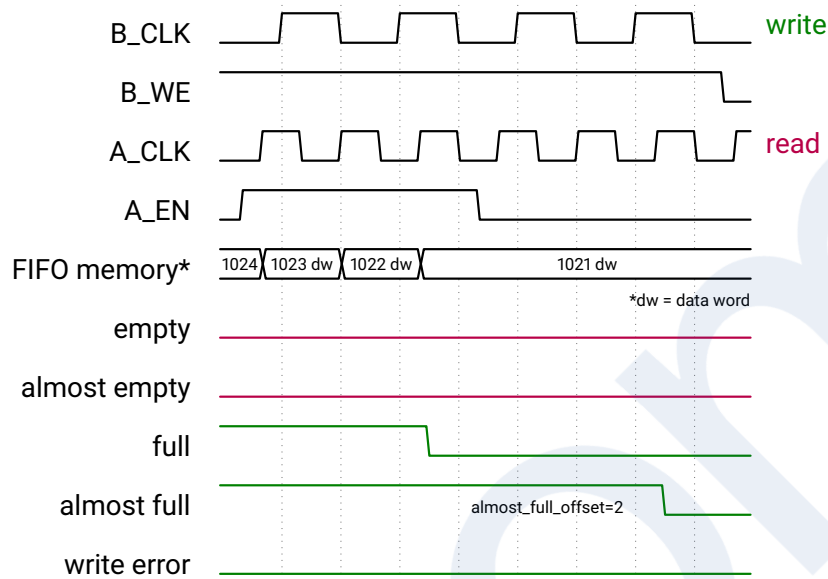 B_CLK
write
B_WE
A_CLK
read
A_EN
FIFO memory*
1024 1023 dw 1022 dw 1021 dw
*dw = data word
empty
almost empty
full
almost full
almost_full_offset=2
write error